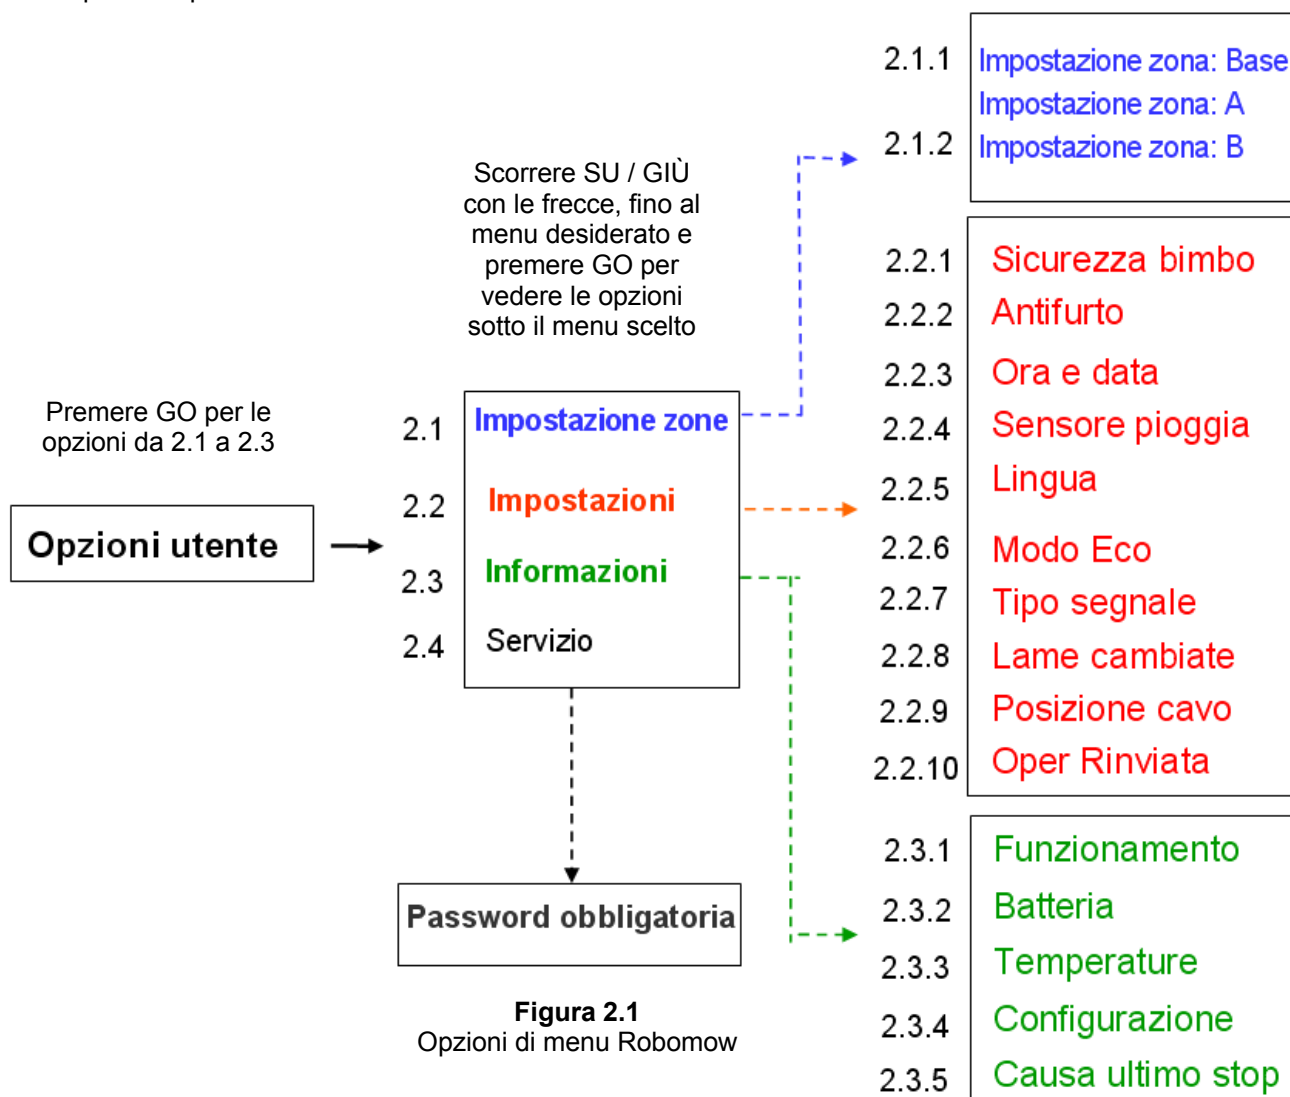 Premere GO per le
opzioni da 2.1 a 2.3
Opzioni utente
Scorrere SU / GIÙ
con le frecce, fino al
menu desiderato e
premere GO per
vedere le opzioni
sotto il menu scelto
2.1 Impostazione zone
2.2 Impostazioni
2.3 Informazioni
2.4 Servizio
Password obbligatoria
Figura 2.1
Opzioni di menu Robomow
2.1.1 Impostazione zona: Base
Impostazione zona: A
2.1.2 Impostazione zona: B
2.2.1 Sicurezza bimbo
2.2.2 Antifurto
2.2.3 Ora e data
2.2.4 Sensore pioggia
2.2.5 Lingua
2.2.6 Modo Eco
2.2.7 Tipo segnale
2.2.8 Lame cambiate
2.2.9 Posizione cavo
2.2.10 Oper Rinviata
2.3.1 Funzionamento
2.3.2 Batteria
2.3.3 Temperature
2.3.4 Configurazione
2.3.5 Causa ultimo stop